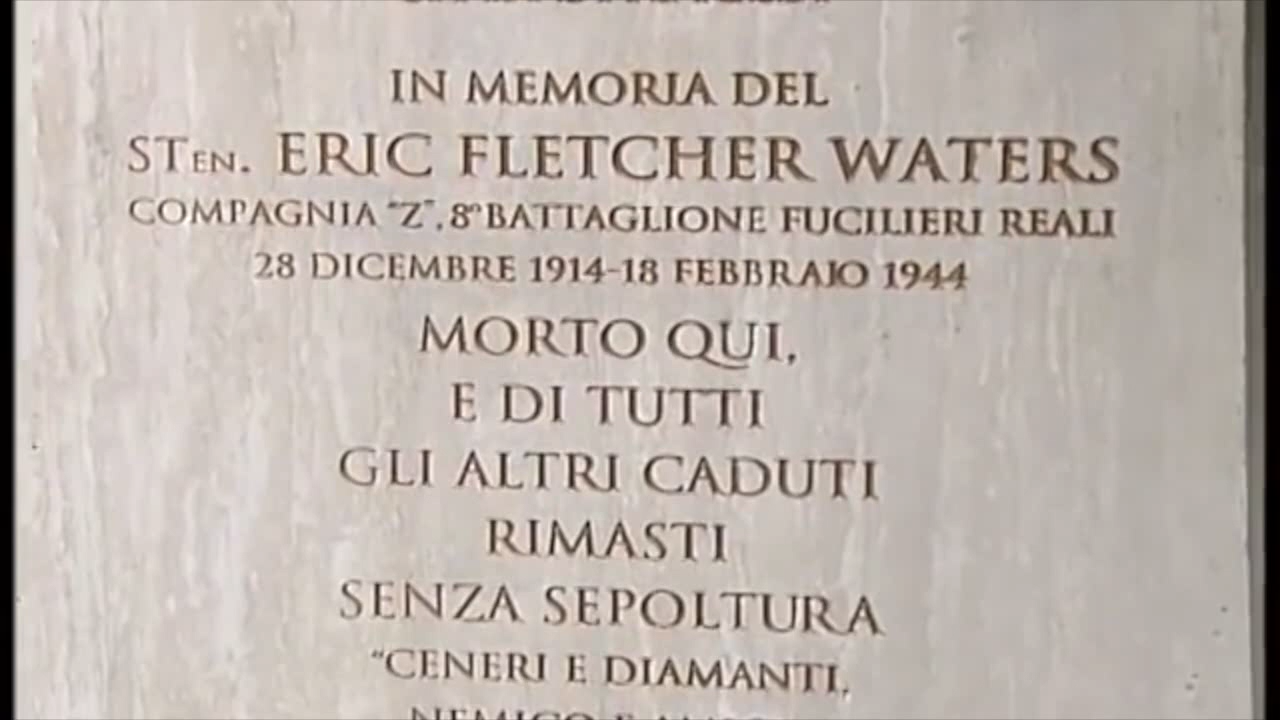 IN MEMORIA DEL
STEN. ERIC FLETCHER WATERS
COMPAGNIA "Z", 8° BATTAGLIONE FUCILIERI REALI
28 DICEMBRE 1914-18 FEBBRAIO 1944
MORTO QUI,
E DI TUTTI
GLI ALTRI CADUTI
RIMASTI
SENZA SEPOLTURA
"CENERI E DIAMANTI,
NEMICO E